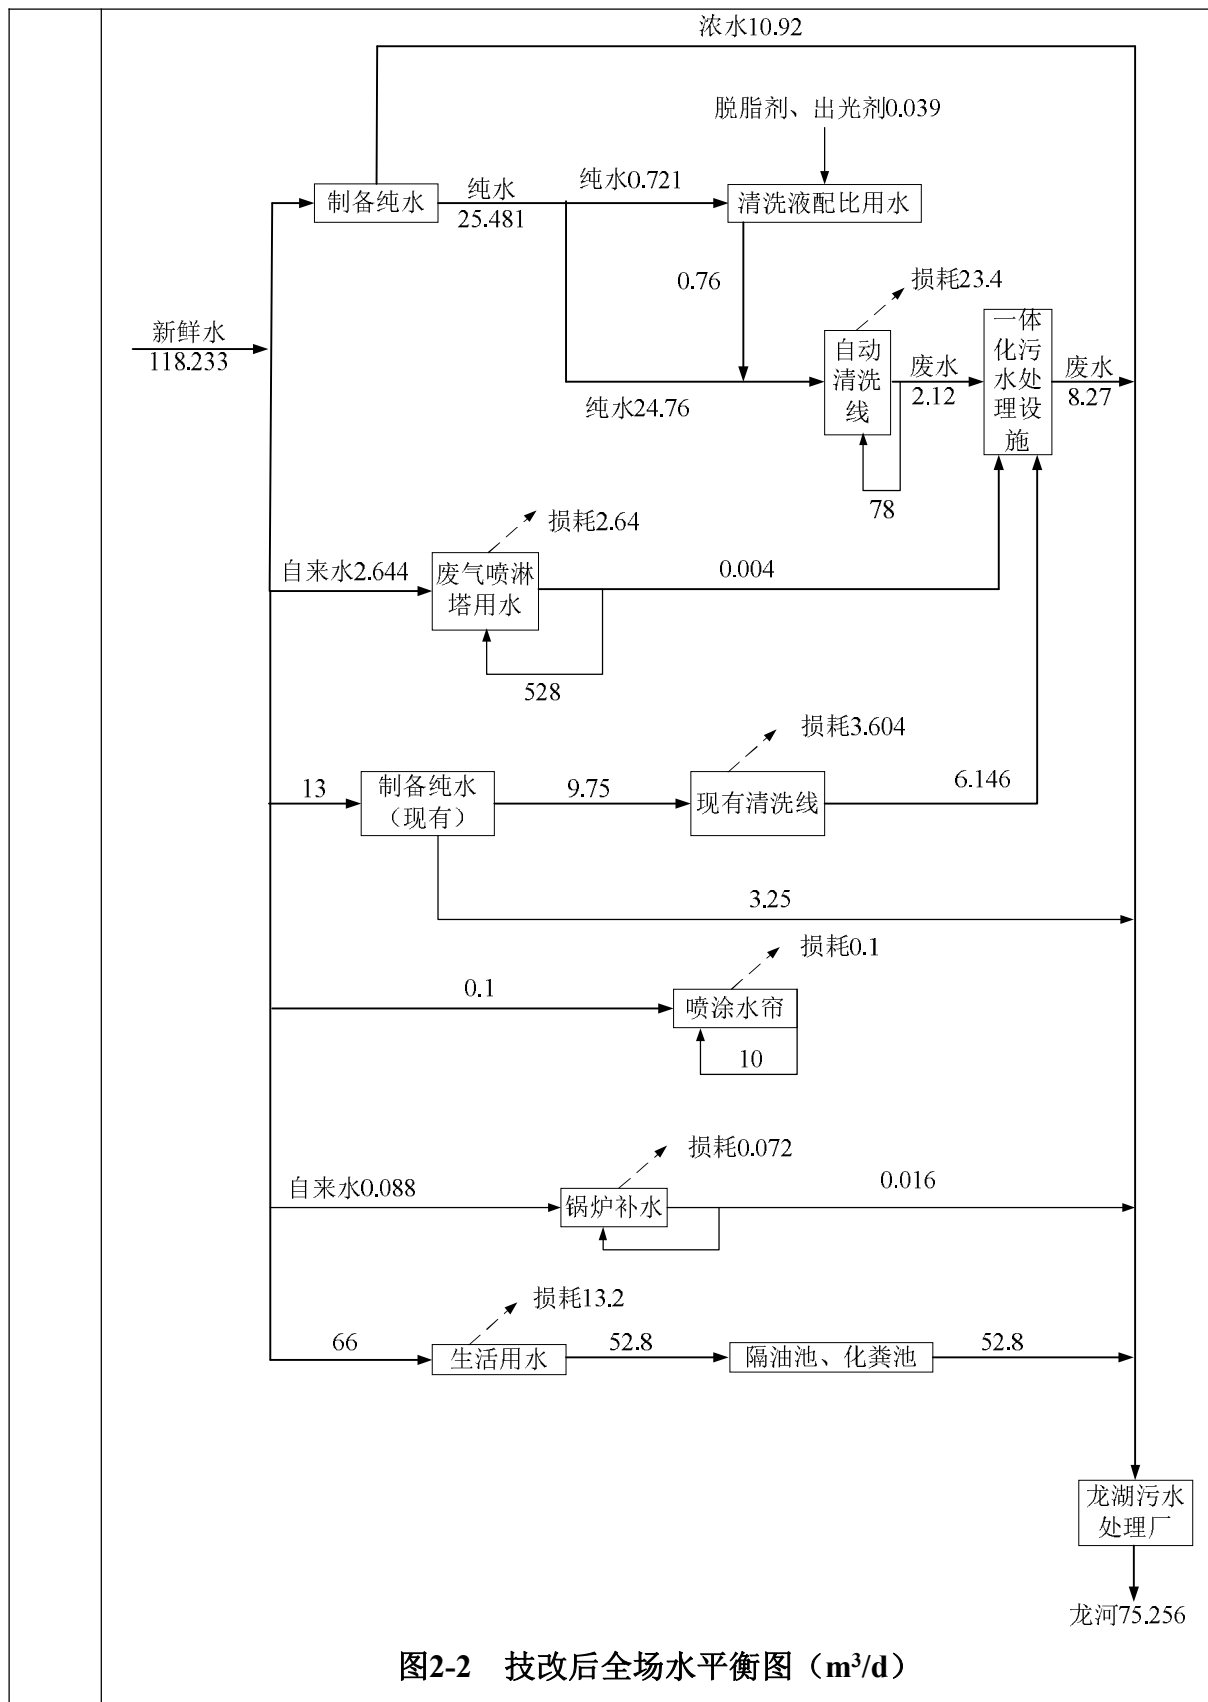 浓水10.92
脱脂剂、出光剂0.039
制备纯水
纯水
25.481
纯水0.721
清洗液配比用水
0.76
损耗23.4
新鲜水
118.233
纯水24.76
自动
清洗
线
废水
2.12
一体
化污
水处
理设
施
废水
8.27
78
损耗2.64
自来水2.644
废气喷淋
塔用水
0.004
528
损耗3.604
13
制备纯水
（现有）
9.75
现有清洗线
6.146
3.25
损耗0.1
0.1
喷涂水帘
10
损耗0.072
自来水0.088
锅炉补水
0.016
损耗13.2
66
生活用水
52.8
隔油池、化粪池
52.8
龙湖污水
处理厂
龙河75.256
图2-2 技改后全场水平衡图（m³/d）